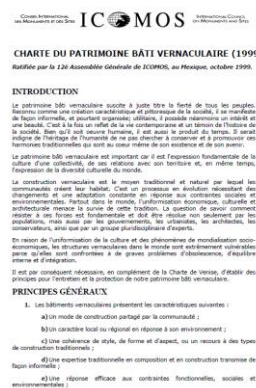 CONSEIL INTERNATIONAL
DES MONUMENTS ET DES SITES
ICOMOS
INTERNATIONAL COUNCIL
ON MONUMENTS AND SITES
CHARTE DU PATRIMOINE BÂTI VERNACULAIRE (199
Ratifiée par la 12è Assemblée Générale de ICOMOS, au Mexique, octobre 1999.
INTRODUCTION
Le patrimoine bâti vernaculaire suscite à juste titre la fierté de tous les peuples.
Reconnu comme une création caractéristique et pittoresque de la société, il se manifeste
de façon informelle, et pourtant organisée; utilitaire, il possède néanmoins un intérêt et
une beauté. C'est à la fois un reflet de la vie contemporaine et un témoin de l'histoire de
la société. Bien qu'il soit oeuvre humaine, il est aussi le produit du temps. Il serait
indigne de l'héritage de l'humanité de ne pas chercher à conserver et à promouvoir ces
harmonies traditionnelles qui sont au coeur même de son existence et de son avenir.
Le patrimoine bâti vernaculaire est important car il est l'expression fondamentale de la
culture d'une collectivité, de ses relations avec son territoire et, en même temps,
l'expression de la diversité culturelle du monde.
La construction vernaculaire est le moyen traditionnel et naturel par lequel les
communautés créent leur habitat. C'est un processus en évolution nécessitant des
changements et une adaptation constante en réponse aux contraintes sociales et
environnementales. Partout dans le monde, l'uniformisation économique, culturelle et
architecturale menace la survie de cette tradition. La question de savoir comment
résister à ces forces est fondamentale et doit être résolue non seulement par les
populations, mais aussi par les gouvernements, les urbanistes, les architectes, les
conservateurs, ainsi que par un groupe pluridisciplinaire d'experts.
En raison de l'uniformisation de la culture et des phénomènes de mondialisation socio-
économiques, les structures vernaculaires dans le monde sont extrêmement vulnérables
parce qu'elles sont confrontées à de graves problèmes d'obsolescence, d'équilibre
interne et d'intégration.
Il est par conséquent nécessaire, en complément de la Charte de Venise, d'établir des
principes pour l'entretien et la protection de notre patrimoine bâti vernaculaire.
PRINCIPES GÉNÉRAUX
1. Les bâtiments vernaculaires présentent les caractéristiques suivantes :
a) Un mode de construction partagé par la communauté ;
b) Un caractère local ou régional en réponse à son environnement ;
c) Une cohérence de style, de forme et d'aspect, ou un recours à des types
de construction traditionnels ;
d) Une expertise traditionnelle en composition et en construction transmise de
façon informelle ;
e) Une réponse efficace aux contraintes fonctionnelles, sociales et
environnementales ;